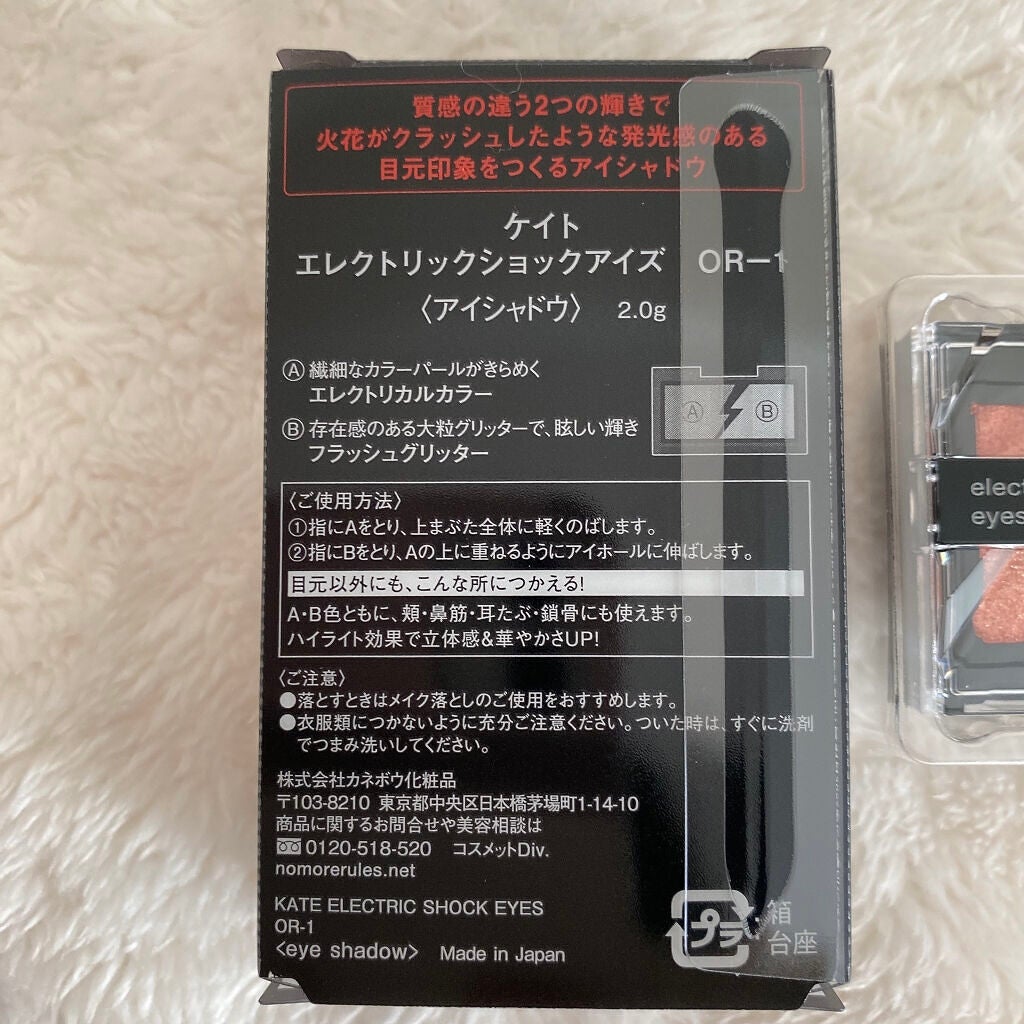 質感の違う2つの輝きで
火花がクラッシュしたような発光感のある
目元印象をつくるアイシャドウ
ケイト
エレクトリックショックアイズ OR-1
〈アイシャドウ〉 2.0g
Ⓐ 繊細なカラーパールがきらめく
エレクトリカルカラー
Ⓑ 存在感のある大粒グリッターで、眩しい輝き
フラッシュグリッター
Ⓐ Ⓑ
〈ご使用方法〉
①指にAをとり、上まぶた全体に軽くのばします。
②指にBをとり、Aの上に重ねるようにアイホールに伸ばします。
目元以外にも、こんな所につかえる!
A・B色ともに、頬・鼻筋・耳たぶ・鎖骨にも使えます。
ハイライト効果で立体感&華やかさUP!
〈ご注意〉
●落とすときはメイク落としのご使用をおすすめします。
●衣服類につかないように充分ご注意ください。ついた時は、すぐに洗剤
でつまみ洗いしてください。
株式会社カネボウ化粧品
〒103-8210 東京都中央区日本橋茅場町1-14-10
商品に関するお問合せや美容相談は
0120-518-520 コスメットDiv.
nomorerules.net
KATE ELECTRIC SHOCK EYES
OR-1
<eye shadow> Made in Japan
プラ
箱
台座
elect
eyes